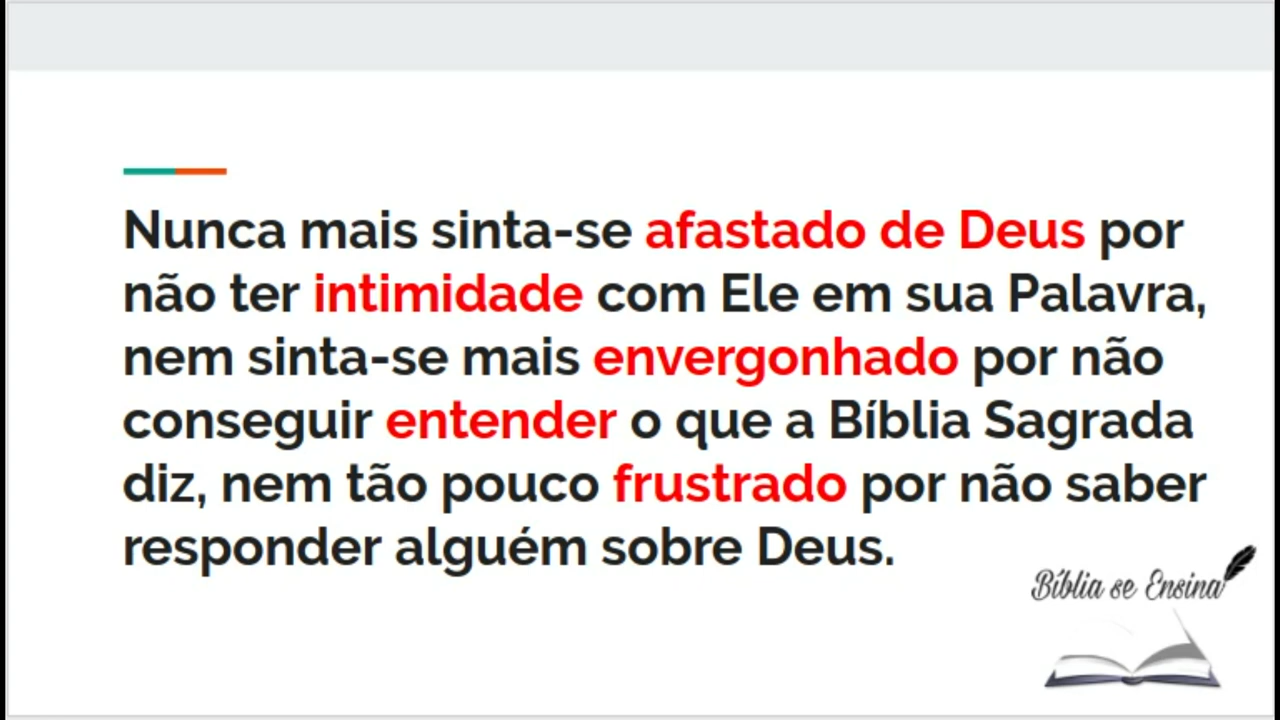 Nunca mais sinta-se afastado de Deus por
não ter intimidade com Ele em sua Palavra,
nem sinta-se mais envergonhado por não
conseguir entender o que a Bíblia Sagrada
diz, nem tão pouco frustrado por não saber
responder alguém sobre Deus.
Bíblia se Ensina